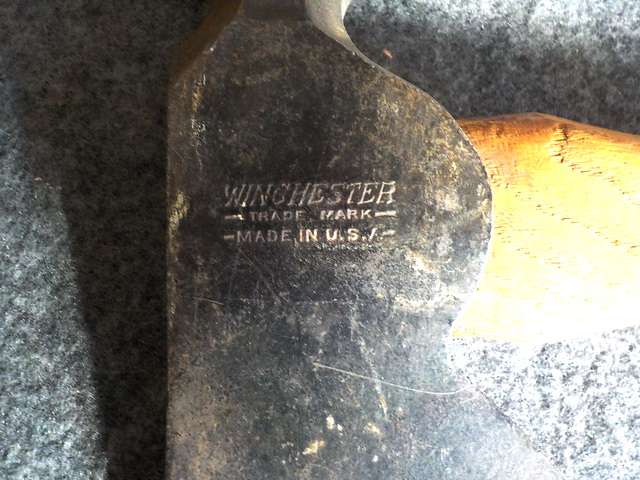 WINCHESTER
-TRADE MARK-
-MADE IN U.S.A-